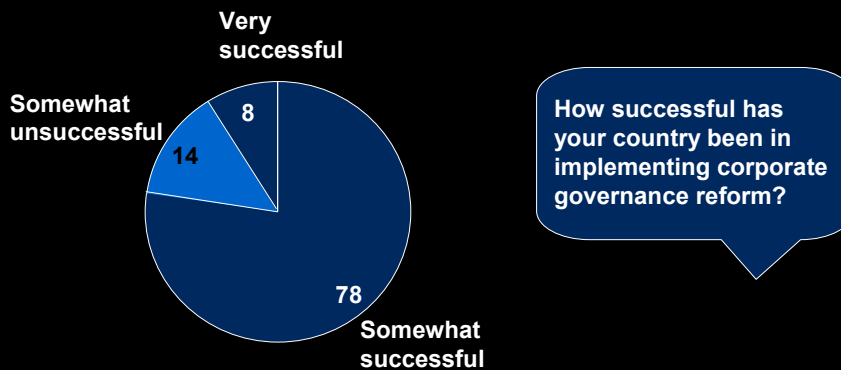 Very
successful
8
Somewhat
unsuccessful
14
78
Somewhat
successful
How successful has
your country been in
implementing corporate
governance reform?